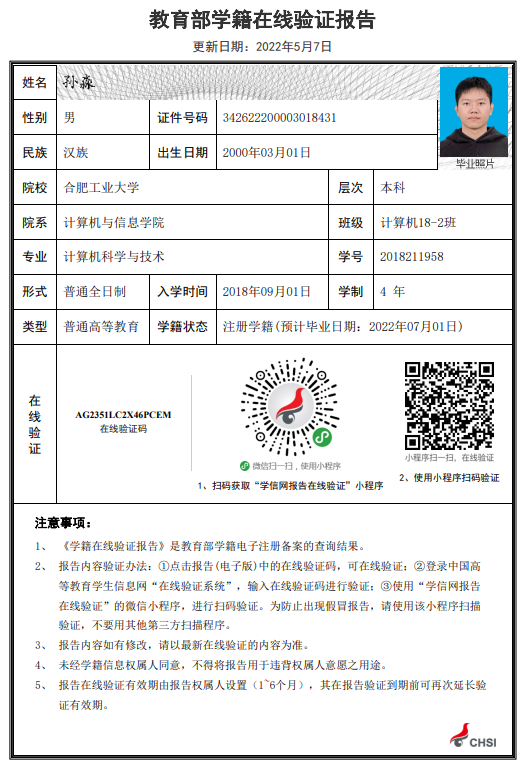 教育部学籍在线验证报告
更新日期：2022年5月7日
姓名 孙淼
性别 男 证件号码 342622200003018431
民族 汉族 出生日期 2000年03月01日
毕业照片
院校 合肥工业大学 层次 本科
院系 计算机与信息学院 班级 计算机18-2班
专业 计算机科学与技术 学号 2018211958
形式 普通全日制 入学时间 2018年09月01日 学制 4 年
类型 普通高等教育 学籍状态 注册学籍(预计毕业日期：2022年07月01日)
在线验证
AG2351LC2X46PCEM
在线验证码
微信扫一扫，使用小程序
1、扫码获取“学信网报告在线验证”小程序
小程序扫一扫，在线验证
2、使用小程序扫码验证
注意事项：
1、 《学籍在线验证报告》是教育部学籍电子注册备案的查询结果。
2、 报告内容验证办法：①点击报告(电子版)中的在线验证码，可在线验证；②登录中国高
等教育学生信息网“在线验证系统”，输入在线验证码进行验证；③使用“学信网报告
在线验证”的微信小程序，进行扫码验证。为防止出现假冒报告，请使用该小程序扫描
验证，不要用其他第三方扫描程序。
3、 报告内容如有修改，请以最新在线验证的内容为准。
4、 未经学籍信息权属人同意，不得将报告用于违背权属人意愿之用途。
5、 报告在线验证有效期由报告权属人设置（1~6个月），其在报告验证到期前可再次延长验
证有效期。
CHSI